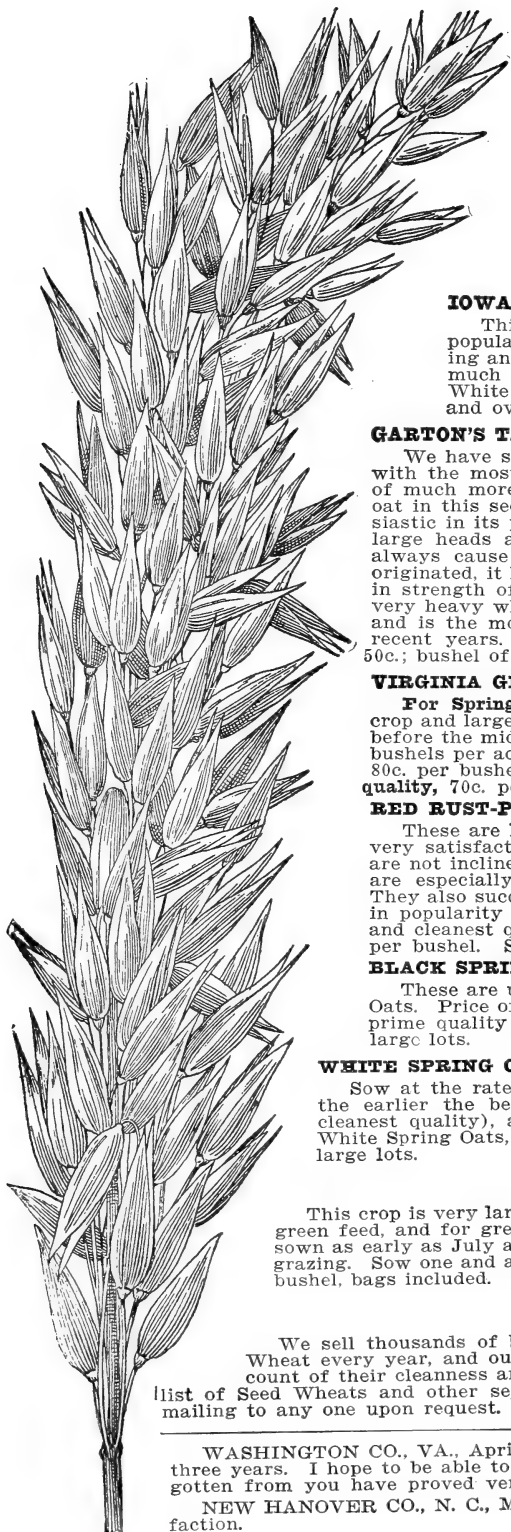 IOWA
Thi
popula
ing an
much
White
and ov
GARTON'S T
We have s
with the most
of much more
oat in this sec
siastic in its
large heads a
always cause
originated, it
in strength of
very heavy w
and is the mo
recent years.
50c.; bushel of
VIRGINIA G
For Spring
crop and large
before the mid
bushels per ac
80c. per bushe
quality, 70c. p
RED RUST-P
These are
very satisfact
are not incline
are especially
They also succ
in popularity
and cleanest q
per bushel. S
BLACK SPRI
These are
Oats. Price o
prime quality
large lots.
WHITE SPRING
Sow at the rate
the earlier the be
cleanest quality), a
White Spring Oats,
large lots.
This crop is very lar
green feed, and for gre
sown as early as July a
grazing. Sow one and a
bushel, bags included.
We sell thousands of
Wheat every year, and ou
count of their cleanness a
list of Seed Wheats and other se
mailing to any one upon request.
WASHINGTON CO., VA., Apri
three years. I hope to be able to
gotten from you have proved ver
NEW HANOVER CO., N. C., M
faction.